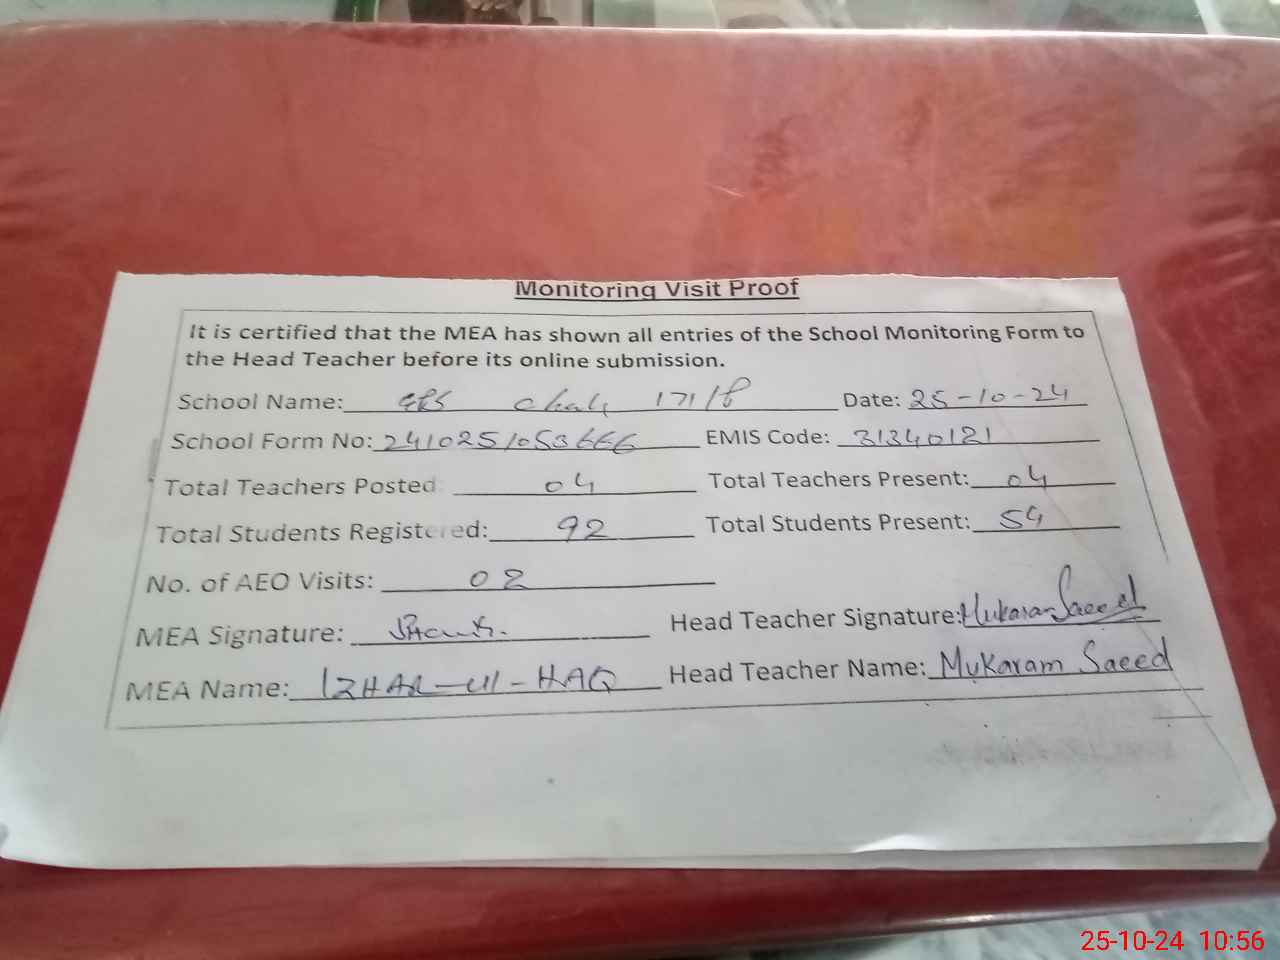 Monitoring Visit Proof
It is certified that the MEA has shown all entries of the School Monitoring Form to
the Head Teacher before its online submission.
School Name: GPS Chak 171/P Date: 25-10-24
School Form No: 2410251053666 EMIS Code: 31340121
Total Teachers Posted: 04 Total Teachers Present: 04
Total Students Registered: 92 Total Students Present: 54
No. of AEO Visits: 02
MEA Signature: Head Teacher Signature: Mukaram Saeed
MEA Name: IZHAR-ul-HAQ Head Teacher Name: Mukaram Saeed
25-10-24 10:56